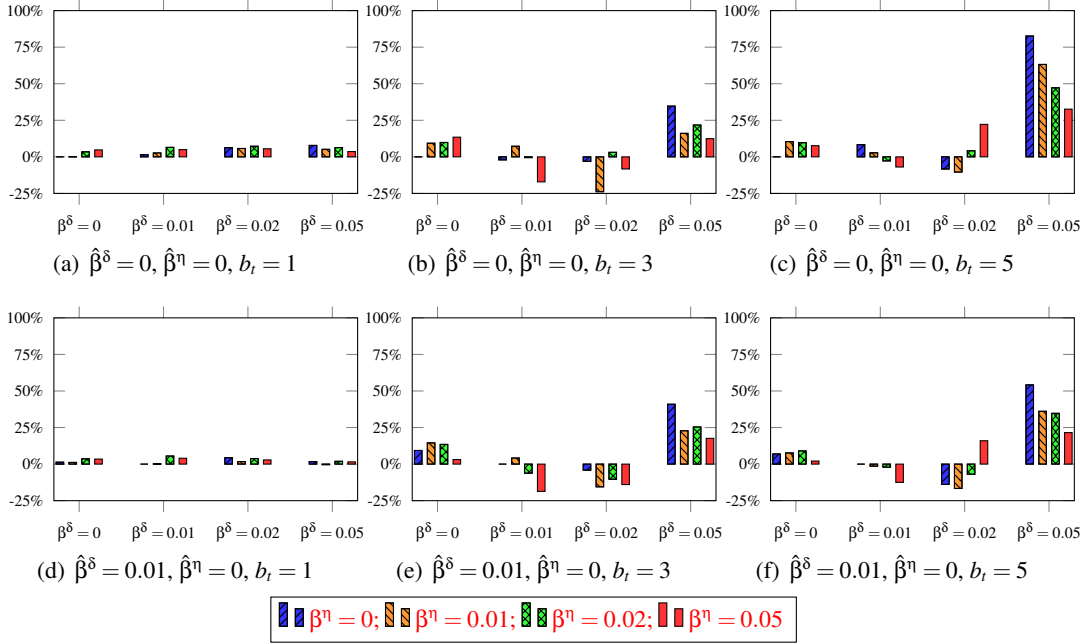 100% 100% 100%
75% 75% 75%
50% 50% 50%
25% 25% 25%
0% 0% 0%
-25% -25% -25%
β^δ = 0 β^δ = 0.01 β^δ = 0.02 β^δ = 0.05 β^δ = 0 β^δ = 0.01 β^δ = 0.02 β^δ = 0.05 β^δ = 0 β^δ = 0.01 β^δ = 0.02 β^δ = 0.05
(a) β̂^δ = 0, β̂^η = 0, b_t = 1 (b) β̂^δ = 0, β̂^η = 0, b_t = 3 (c) β̂^δ = 0, β̂^η = 0, b_t = 5
100% 100% 100%
75% 75% 75%
50% 50% 50%
25% 25% 25%
0% 0% 0%
-25% -25% -25%
β^δ = 0 β^δ = 0.01 β^δ = 0.02 β^δ = 0.05 β^δ = 0 β^δ = 0.01 β^δ = 0.02 β^δ = 0.05 β^δ = 0 β^δ = 0.01 β^δ = 0.02 β^δ = 0.05
(d) β̂^δ = 0.01, β̂^η = 0, b_t = 1 (e) β̂^δ = 0.01, β̂^η = 0, b_t = 3 (f) β̂^δ = 0.01, β̂^η = 0, b_t = 5
β^η = 0; β^η = 0.01; β^η = 0.02; β^η = 0.05